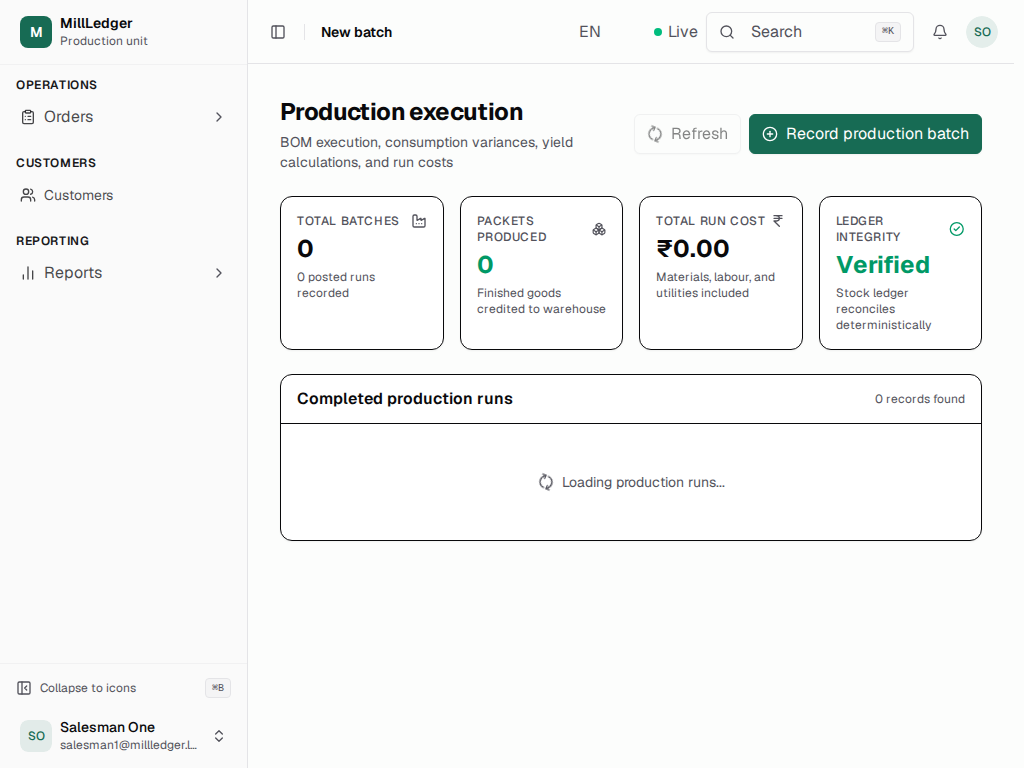 M
MillLedger
Production unit
OPERATIONS
Orders
CUSTOMERS
Customers
REPORTING
Reports
Collapse to icons
⌘B
SO
Salesman One
salesman1@millledger.l...
New batch
EN
Live
Search
⌘K
SO
Production execution
BOM execution, consumption variances, yield
calculations, and run costs
Refresh
Record production batch
TOTAL BATCHES
0
0 posted runs
recorded
PACKETS
PRODUCED
0
Finished goods
credited to warehouse
TOTAL RUN COST ₹
₹0.00
Materials, labour, and
utilities included
LEDGER
INTEGRITY
Verified
Stock ledger
reconciles
deterministically
Completed production runs
0 records found
Loading production runs...